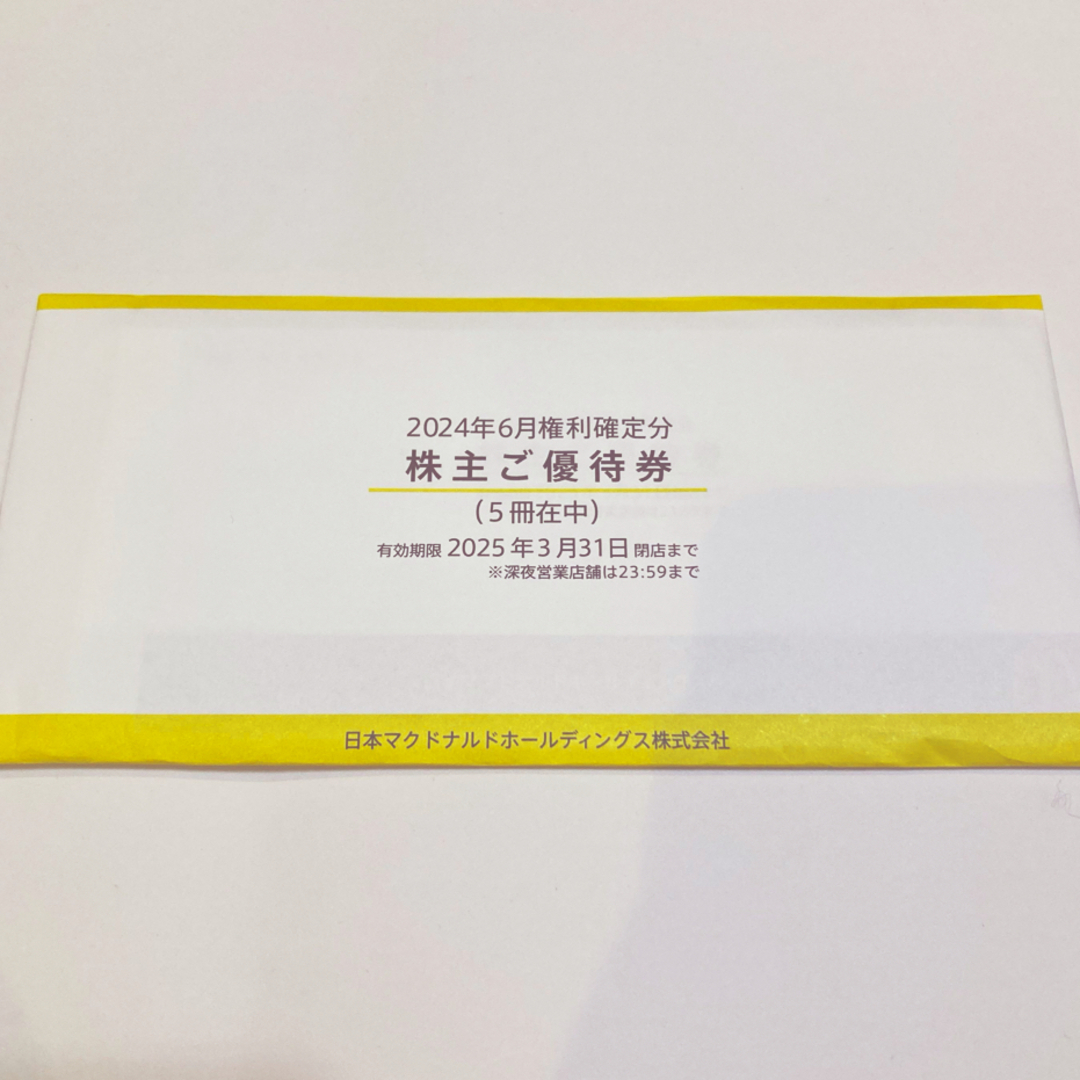 2024年6月権利確定分
株主ご優待券
（5冊在中）
有効期限 2025年3月31日 閉店まで
※深夜営業店舗は23:59まで
日本マクドナルドホールディングス株式会社